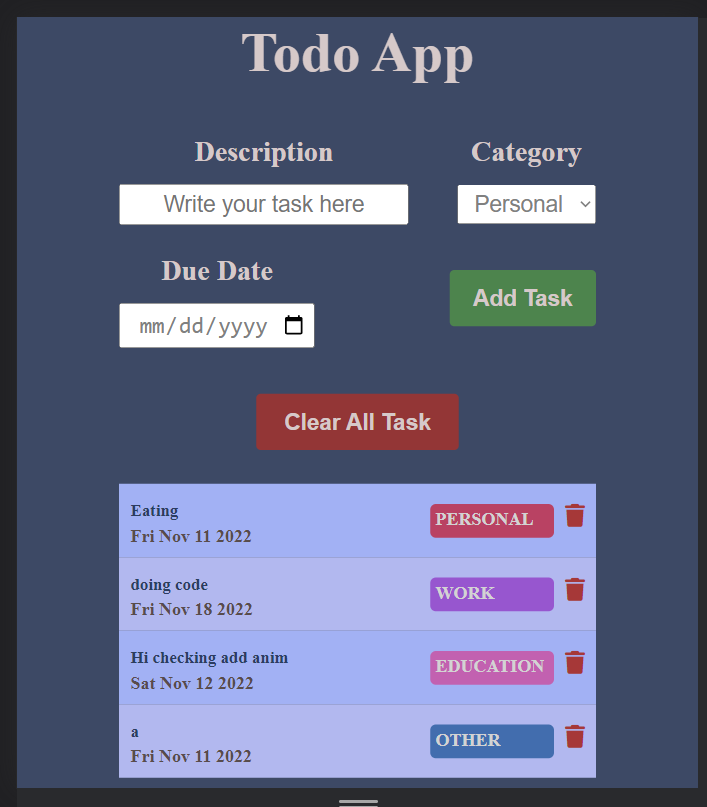 Todo App
Description
Category
Write your task here
Personal
Due Date
Add Task
mm/dd/yyyy
Clear All Task
Eating
PERSONAL
Fri Nov 11 2022
doing code
WORK
Fri Nov 18 2022
Hi checking add anim
EDUCATION
Sat Nov 12 2022
a
OTHER
Fri Nov 11 2022